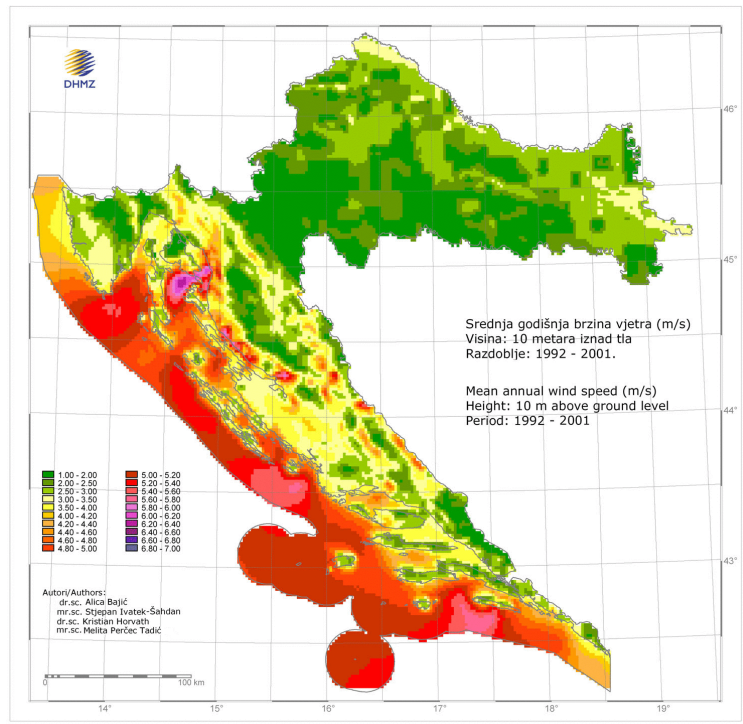 DHMZ
46°
45°
Srednja godišnja brzina vjetra (m/s)
Visina: 10 metara iznad tla
Razdoblje: 1992 - 2001.
Mean annual wind speed (m/s)
Height: 10 m above ground level
Period: 1992 - 2001
44°
1.00 - 2.00 5.00 - 5.20
2.00 - 2.50 5.20 - 5.40
2.50 - 3.00 5.40 - 5.60
3.00 - 3.50 5.60 - 5.80
3.50 - 4.00 5.80 - 6.00
4.00 - 4.20 6.00 - 6.20
4.20 - 4.40 6.20 - 6.40
4.40 - 4.60 6.40 - 6.60
4.60 - 4.80 6.60 - 6.80
4.80 - 5.00 6.80 - 7.00
43°
Autori/Authors:
dr.sc. Alica Bajić
mr.sc. Stjepan Ivatek-Šahdan
dr.sc. Kristian Horvath
mr.sc. Melita Perčec Tadić
0 100 km
14° 15° 16° 17° 18° 19°